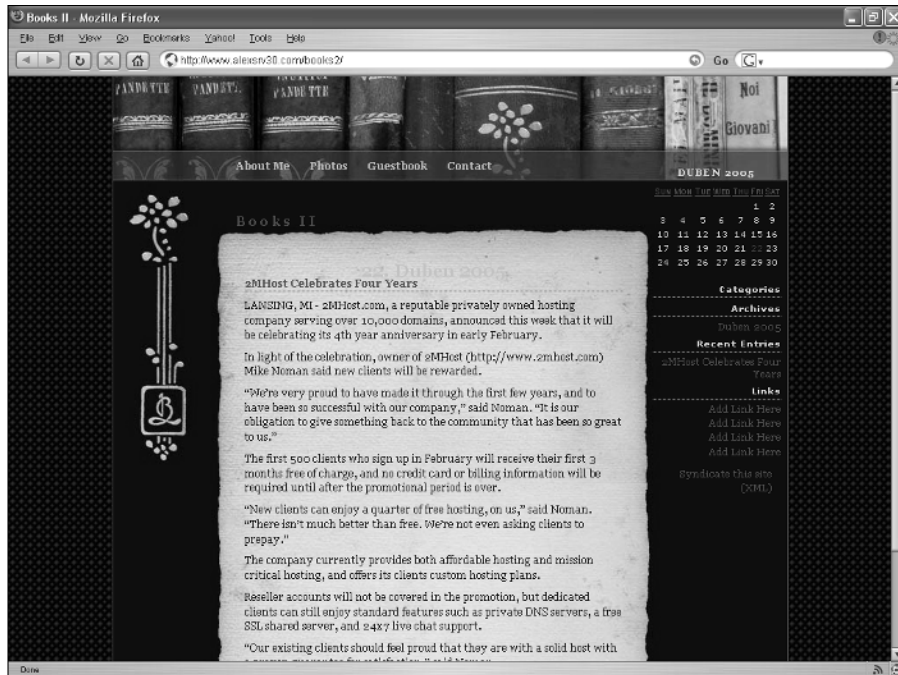 Books II - Mozilla Firefox
File Edit View Go Bookmarks Yahoo! Tools Help
http://www.alexsrv30.com/books2/
Go
G
PANDETTE
PANDETTE
Noi
Giovani
About Me Photos Guestbook Contact
DUBEN 2005
Sun Mon Tue Wed Thu Fri Sat
1 2
3 4 5 6 7 8 9
10 11 12 13 14 15 16
17 18 19 20 21 22 23
24 25 26 27 28 29 30
Books II
22. Duben 2005
2MHost Celebrates Four Years
LANSING, MI - 2MHost.com, a reputable privately owned hosting
company serving over 10,000 domains, announced this week that it will
be celebrating its 4th year anniversary in early February.
In light of the celebration, owner of 2MHost (http://www.2mhost.com)
Mike Noman said new clients will be rewarded.
“We're very proud to have made it through the first few years, and to
have been so successful with our company,” said Noman. “It is our
obligation to give something back to the community that has been so great
to us.”
The first 500 clients who sign up in February will receive their first 3
months free of charge, and no credit card or billing information will be
required until after the promotional period is over.
“New clients can enjoy a quarter of free hosting, on us,” said Noman.
“There isn't much better than free. We're not even asking clients to
prepay.”
The company currently provides both affordable hosting and mission
critical hosting, and offers its clients custom hosting plans.
Reseller accounts will not be covered in the promotion, but dedicated
clients can still enjoy standard features such as private DNS servers, a free
SSL shared server, and 24x7 live chat support.
“Our existing clients should feel proud that they are with a solid host with
Categories
Archives
Duben 2005
Recent Entries
2MHost Celebrates Four
Years
Links
Add Link Here
Add Link Here
Add Link Here
Add Link Here
Syndicate this site
(XML)
Done